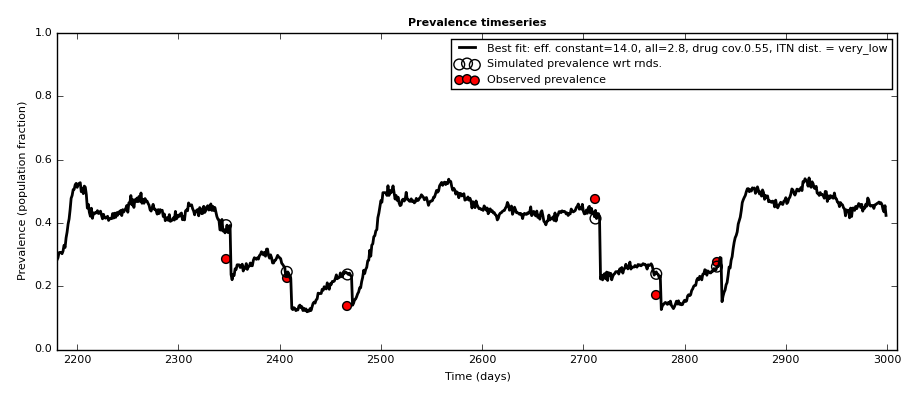 Prevalence timeseries
Best fit: eff. constant=14.0, all=2.8, drug cov.0.55, ITN dist. = very_low
Simulated prevalence wrt rnds.
Observed prevalence
Prevalence (population fraction)
1.0
0.8
0.6
0.4
0.2
0.0
2200 2300 2400 2500 2600 2700 2800 2900 3000
Time (days)